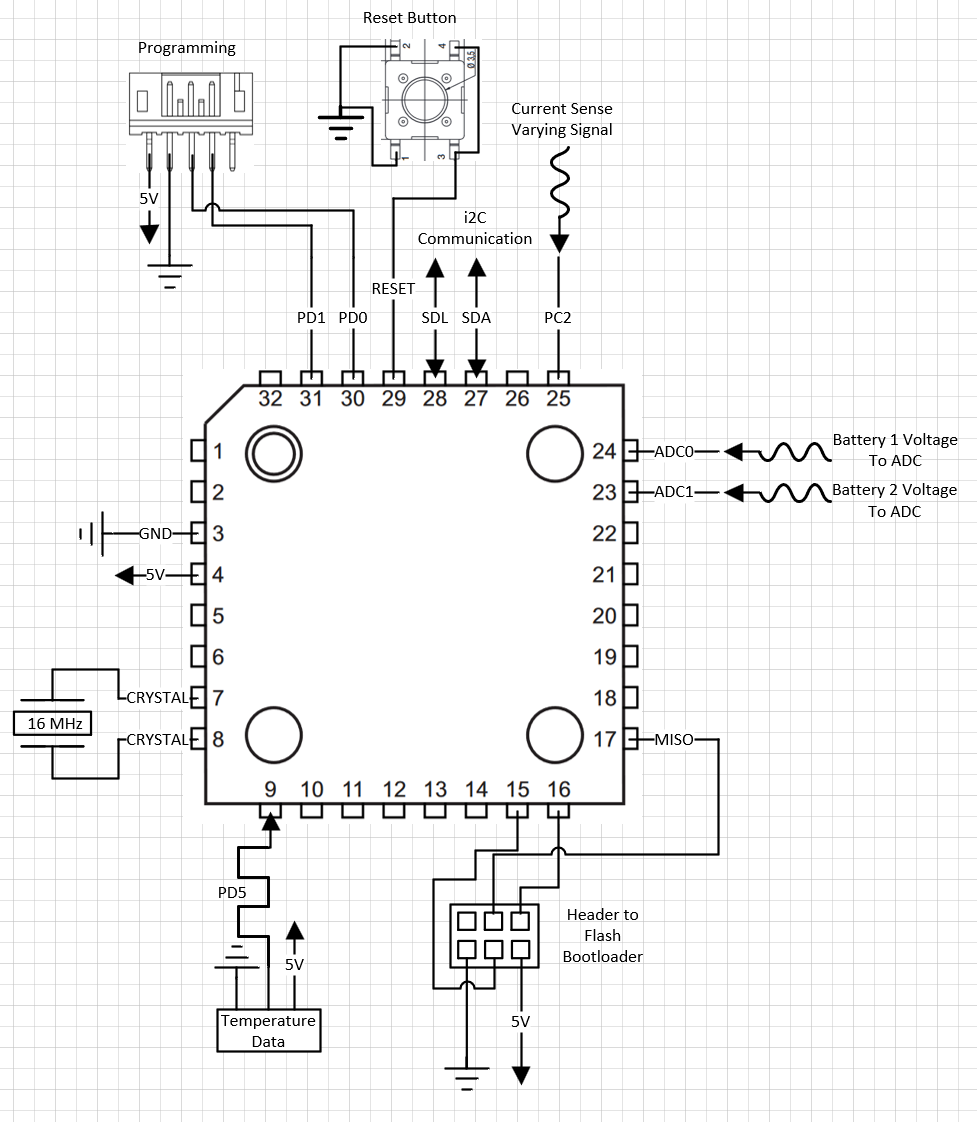 Reset Button
Programming
2
4
Ø 3.5
1
3
Current Sense
Varying Signal
5V
i2C
Communication
RESET
PD1
PD0
SDL
SDA
PC2
32
31
30
29
28
27
26
25
1
24
ADC0
Battery 1 Voltage
To ADC
2
23
ADC1
Battery 2 Voltage
To ADC
GND
3
22
5V
4
21
5
20
6
19
CRYSTAL
7
18
16 MHz
CRYSTAL
8
17
MISO
9
10
11
12
13
14
15
16
PD5
Header to
Flash
Bootloader
5V
Temperature
Data
5V